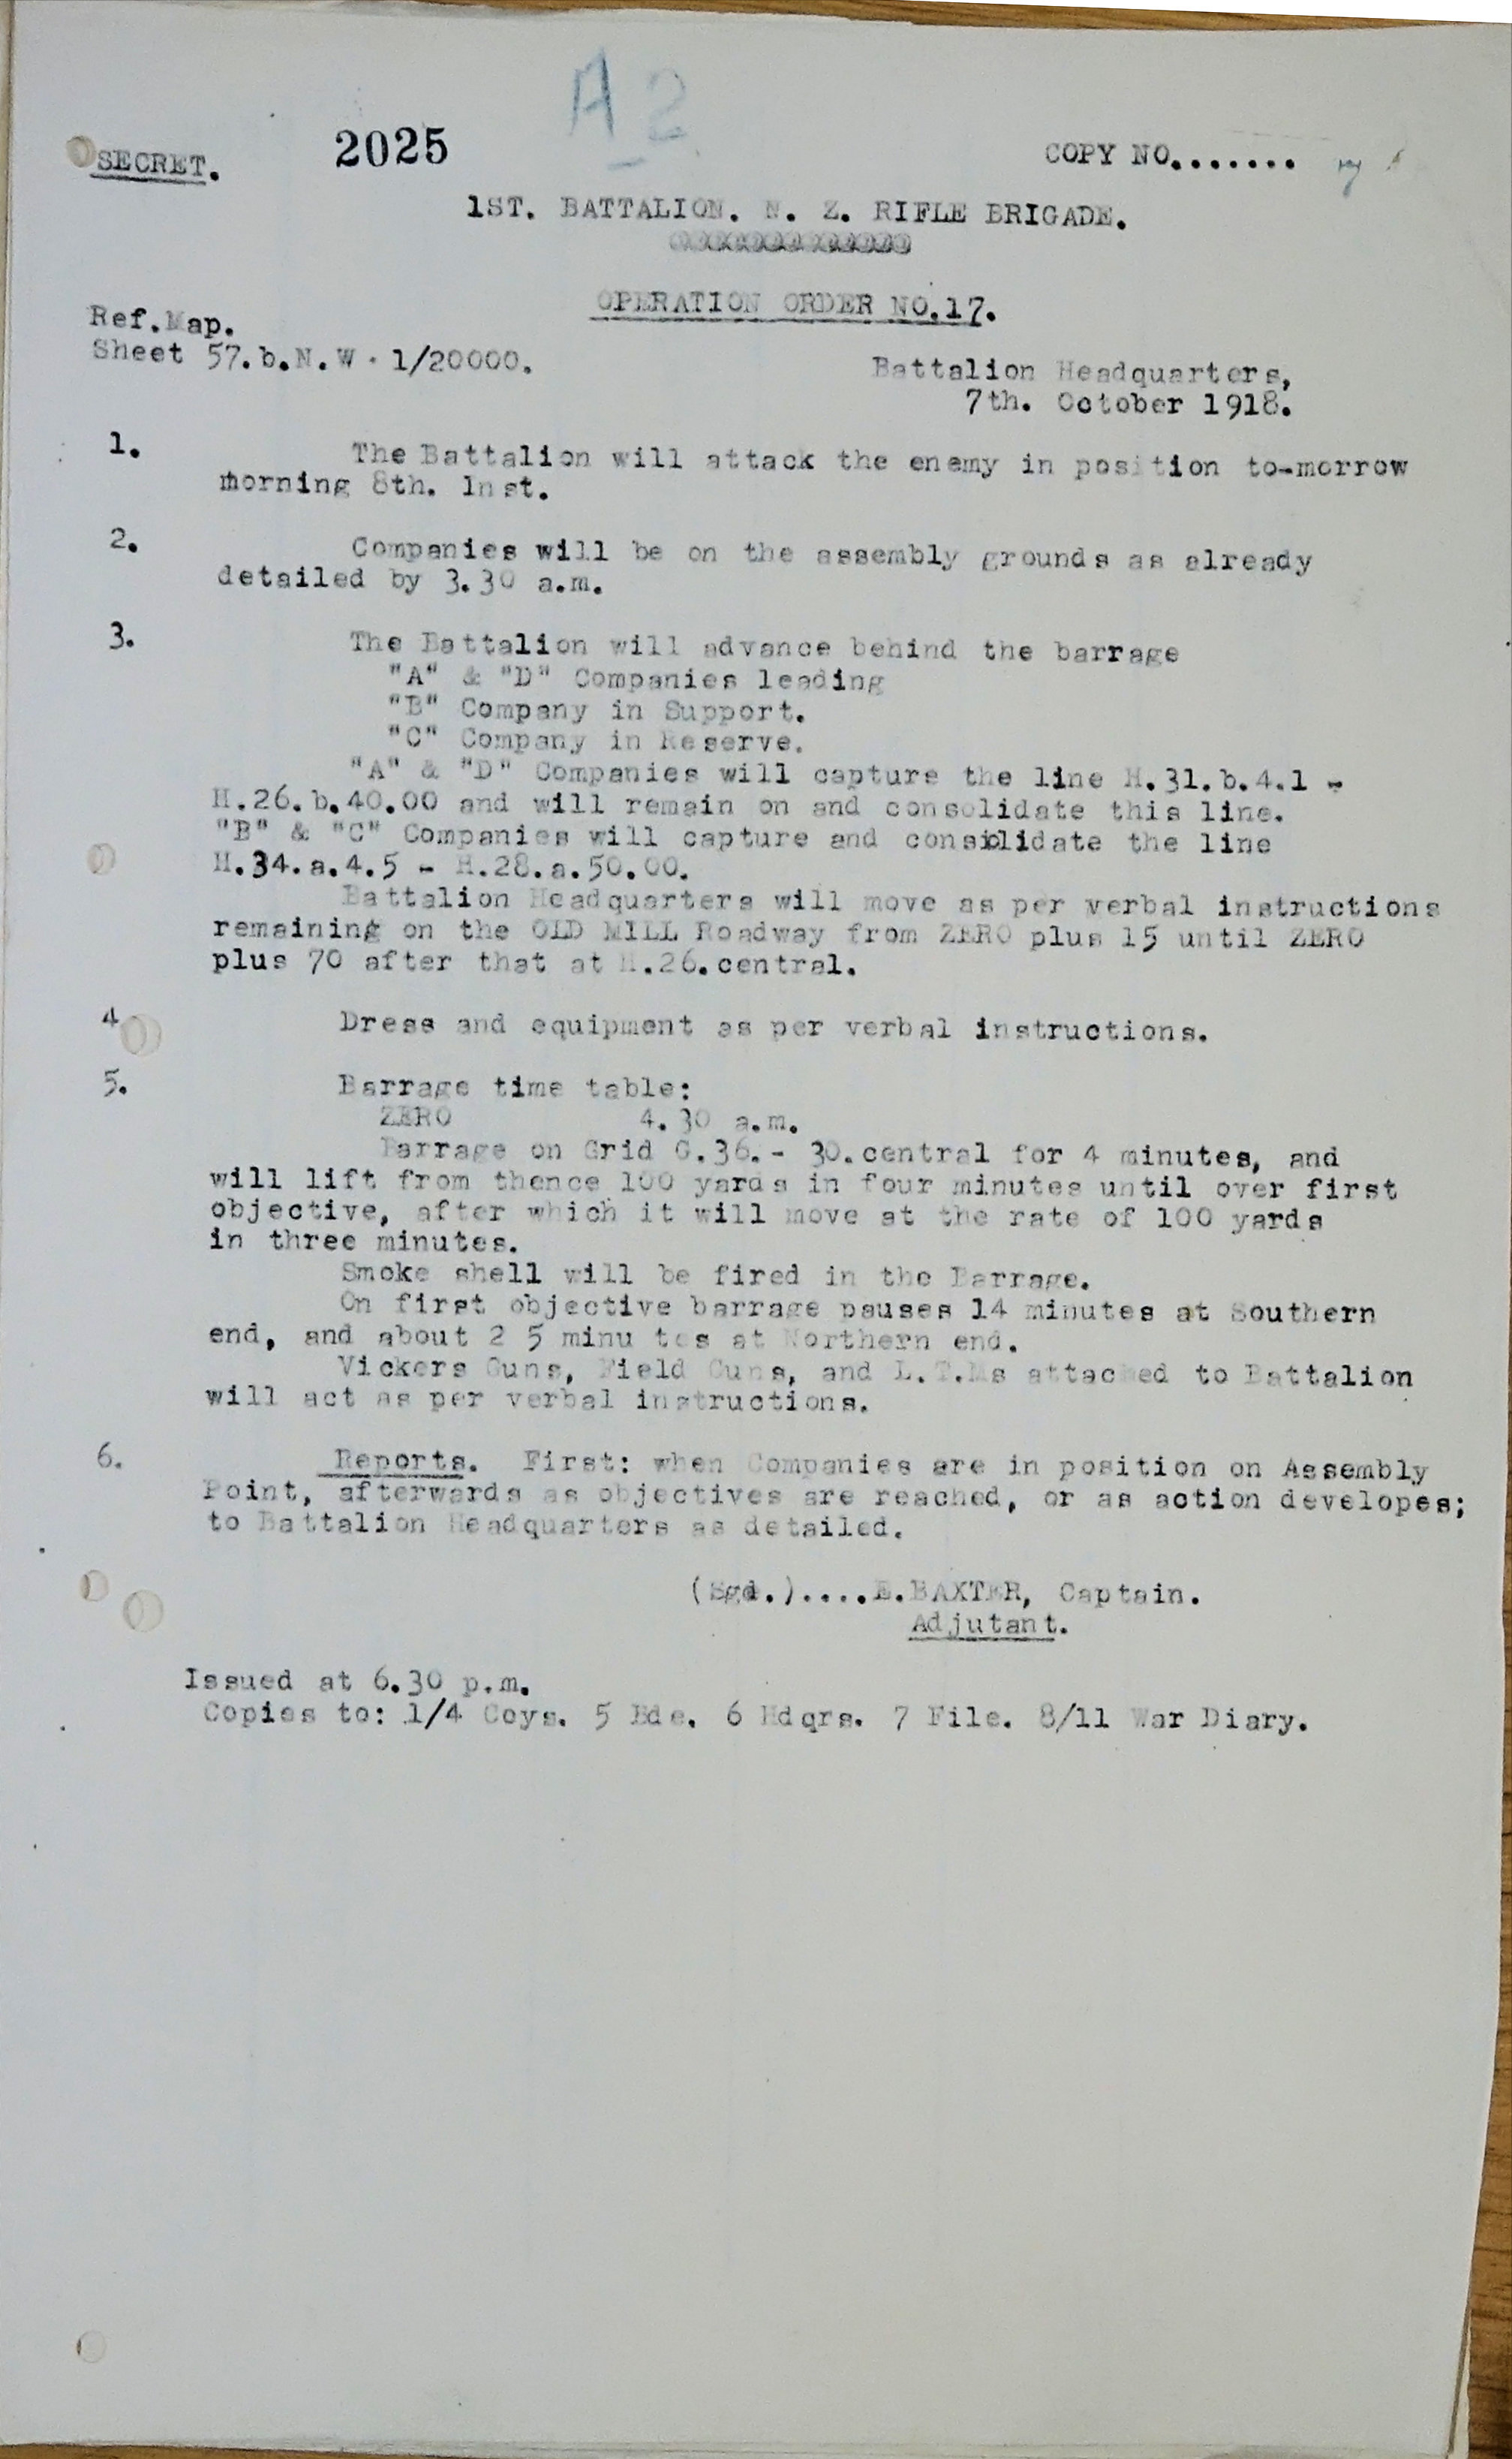 A2
SECRET. 2025 COPY NO....... 7
1ST. BATTALION. N. Z. RIFLE BRIGADE.
OPERATION ORDER NO.17.
Ref.Map.
Sheet 57.b.N.W. 1/20000.
Battalion Headquarters,
7th. October 1918.
1. The Battalion will attack the enemy in position to-morrow
morning 8th. Inst.
2. Companies will be on the assembly grounds as already
detailed by 3.30 a.m.
3. The Battalion will advance behind the barrage
"A" & "D" Companies leading
"B" Company in Support.
"C" Company in Reserve.
"A" & "D" Companies will capture the line H.31.b.4.1 -
H.26.b.40.00 and will remain on and consolidate this line.
"B" & "C" Companies will capture and consolidate the line
H.34.a.4.5 - H.28.a.50.00.
Battalion Headquarters will move as per verbal instructions
remaining on the OLD MILL Roadway from ZERO plus 15 until ZERO
plus 70 after that at H.26.central.
4 Dress and equipment as per verbal instructions.
5. Barrage time table:
ZERO 4.30 a.m.
Barrage on Grid G.36.- 30.central for 4 minutes, and
will lift from thence 100 yards in four minutes until over first
objective, after which it will move at the rate of 100 yards
in three minutes.
Smoke shell will be fired in the Barrage.
On first objective barrage pauses 14 minutes at Southern
end, and about 2 5 minu tes at Northern end.
Vickers Guns, Field Guns, and L.T.Ms attached to Battalion
will act as per verbal instructions.
6. Reports. First: when Companies are in position on Assembly
Point, afterwards as objectives are reached, or as action developes;
to Battalion Headquarters as detailed.
(Sgd.)....E.BAXTER, Captain.
Adjutant.
Issued at 6.30 p.m.
Copies to: 1/4 Coys. 5 Bde. 6 Hdqrs. 7 File. 8/11 War Diary.